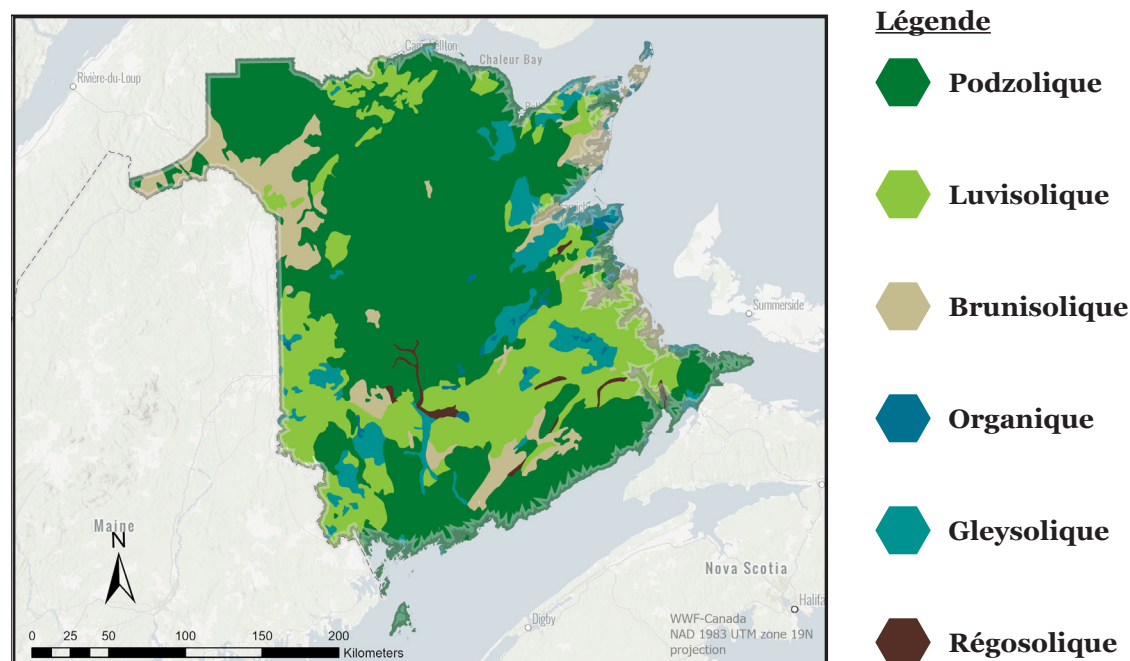 Légende
Podzolique
Luvisolique
Brunisolique
Organique
Gleysolique
Régosolique
Rivière-du-Loup
Campbellton
Chaleur Bay
Summerside
Maine
N
Nova Scotia
Halifa
Digby
WWF-Canada
NAD 1983 UTM zone 19N
projection
0 25 50 100 150 200
Kilometers